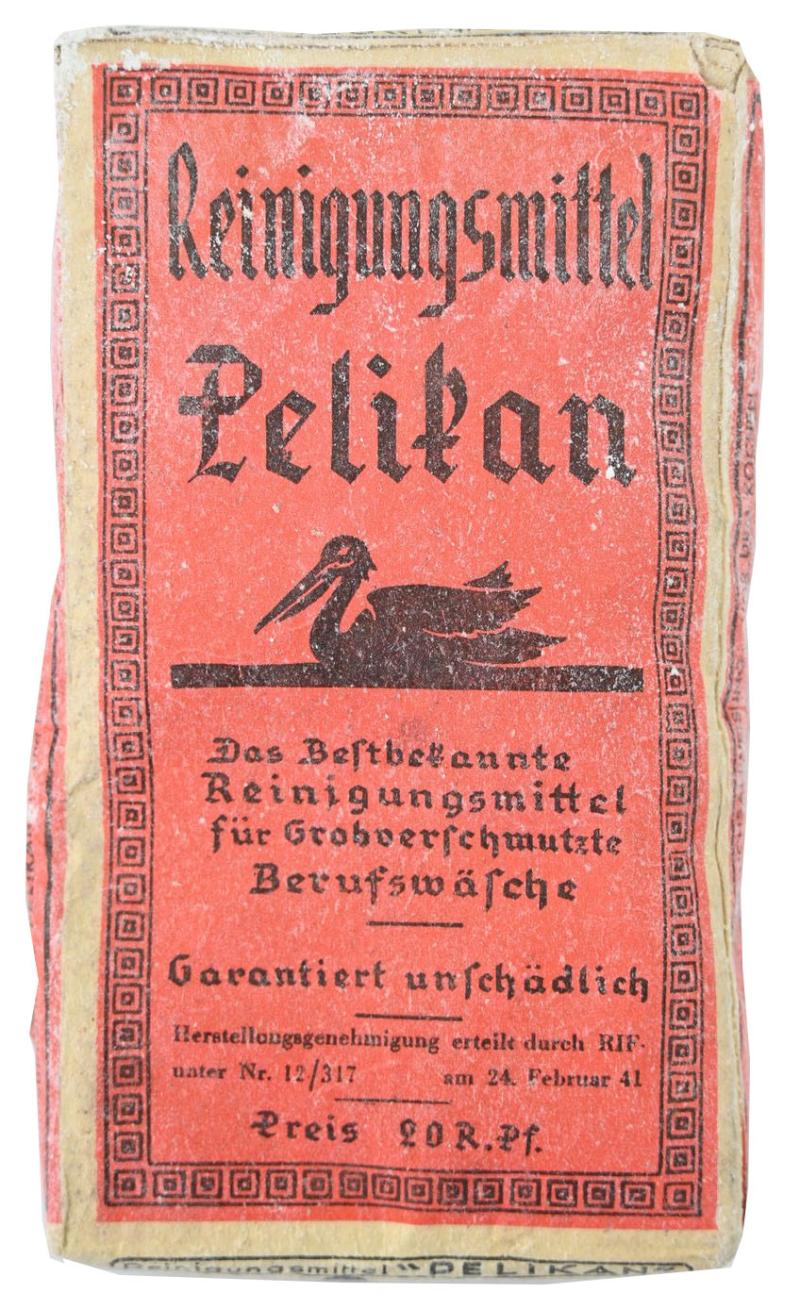 Reinigungsmittel
Pelikan
Das Beſtbekannte
Reinigungsmittel
für Grobverſchmutzte
Berufswäſche
Garantiert unſchädlich
Herstellungsgenehmigung erteilt durch RIF-
unter Nr. 12/317 am 24. Februar 41
Preis 20 R.Pf.
Reinigungsmittel "PELIKAN"